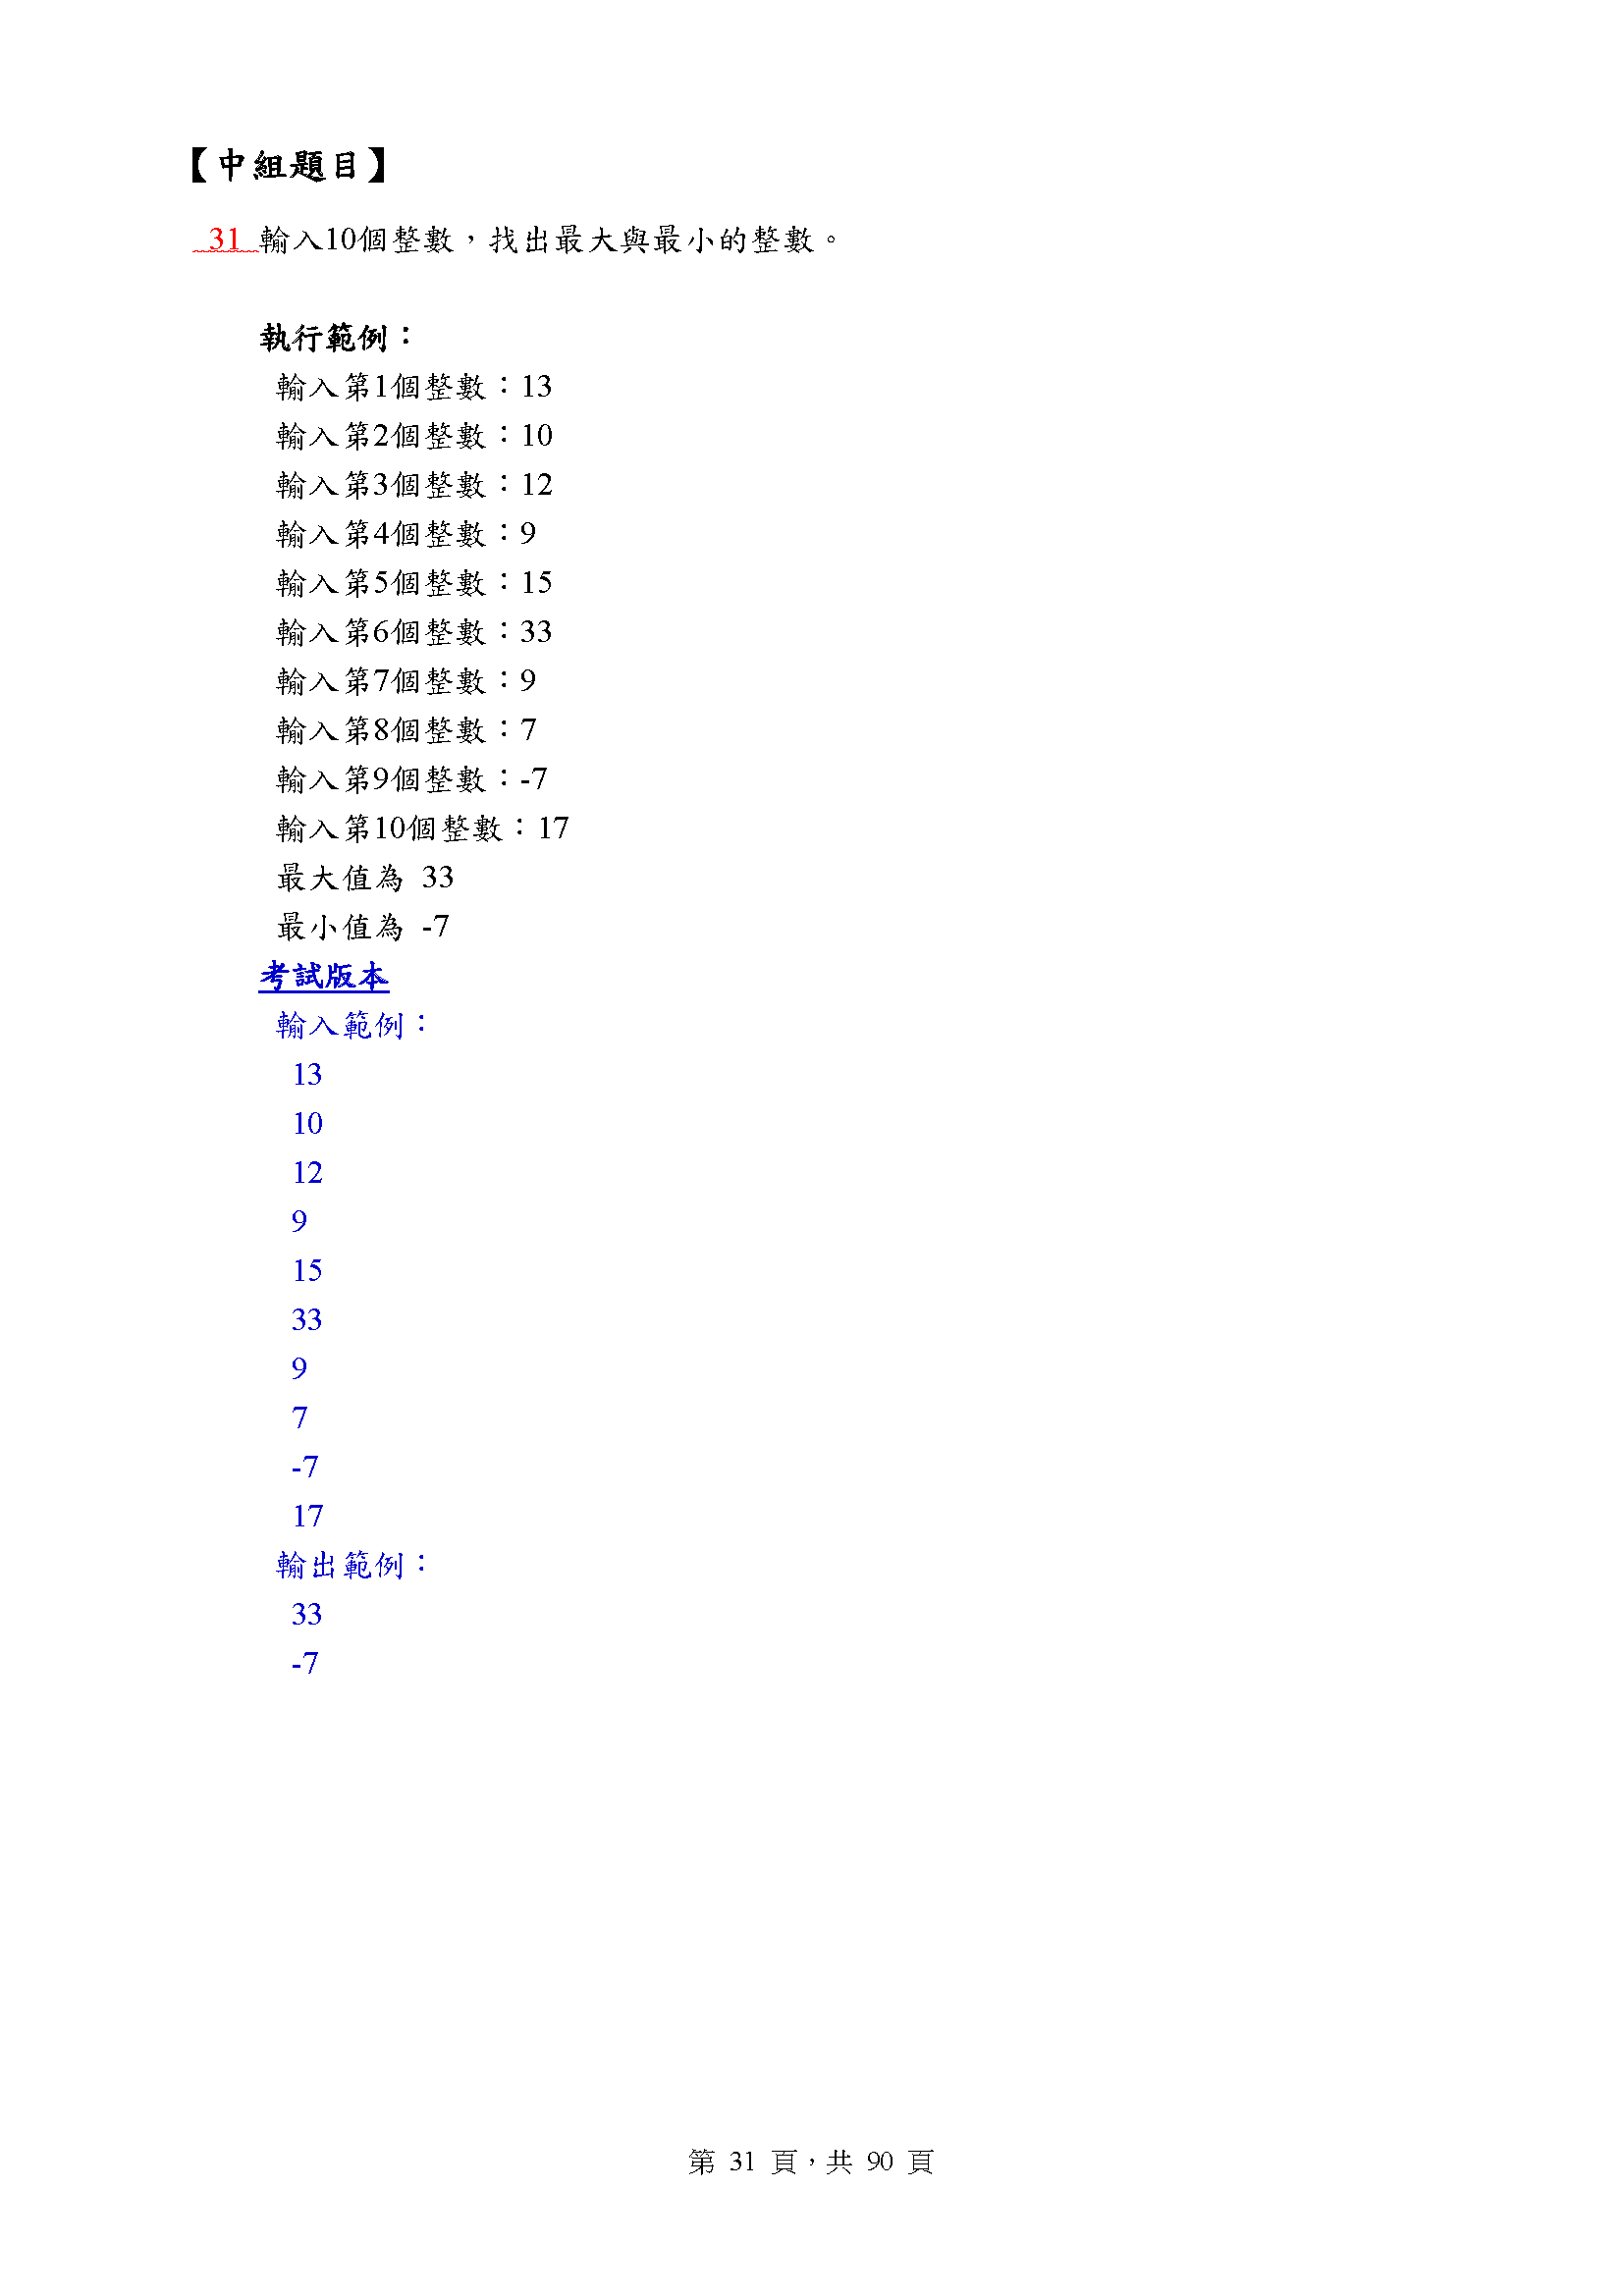 【中組題目】
31 輸入10個整數，找出最大與最小的整數。
執行範例：
輸入第1個整數：13
輸入第2個整數：10
輸入第3個整數：12
輸入第4個整數：9
輸入第5個整數：15
輸入第6個整數：33
輸入第7個整數：9
輸入第8個整數：7
輸入第9個整數：-7
輸入第10個整數：17
最大值為 33
最小值為 -7
考試版本
輸入範例：
13
10
12
9
15
33
9
7
-7
17
輸出範例：
33
-7
第 31 頁，共 90 頁